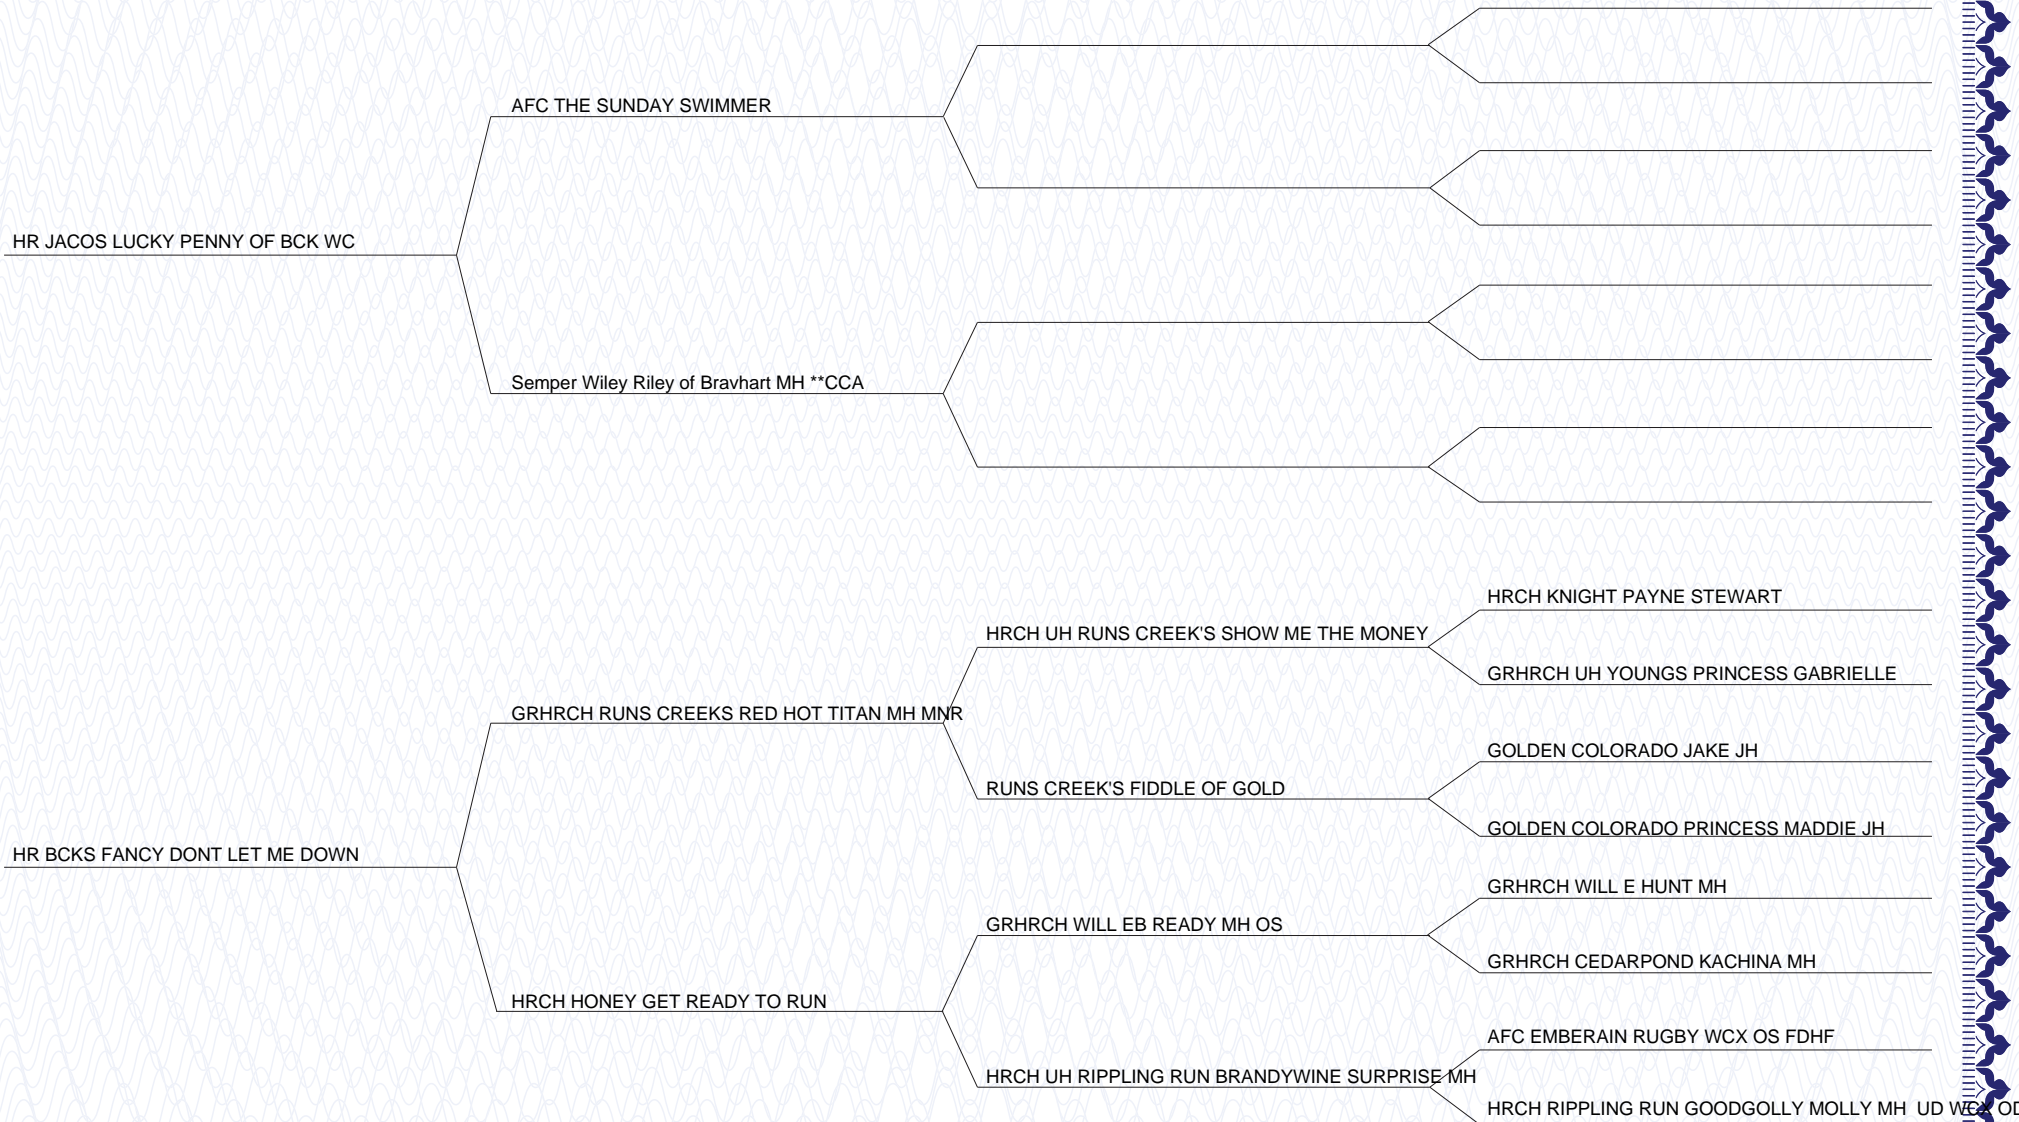 AFC THE SUNDAY SWIMMER
HR JACOS LUCKY PENNY OF BCK WC
Semper Wiley Riley of Bravhart MH **CCA
HRCH KNIGHT PAYNE STEWART
HRCH UH RUNS CREEK'S SHOW ME THE MONEY
GRHRCH UH YOUNGS PRINCESS GABRIELLE
GRHRCH RUNS CREEKS RED HOT TITAN MH MNR
GOLDEN COLORADO JAKE JH
RUNS CREEK'S FIDDLE OF GOLD
GOLDEN COLORADO PRINCESS MADDIE JH
HR BCKS FANCY DONT LET ME DOWN
GRHRCH WILL E HUNT MH
GRHRCH WILL EB READY MH OS
GRHRCH CEDARPOND KACHINA MH
HRCH HONEY GET READY TO RUN
AFC EMBERAIN RUGBY WCX OS FDHF
HRCH UH RIPPLING RUN BRANDYWINE SURPRISE MH
HRCH RIPPLING RUN GOODGOLLY MOLLY MH UD WCX